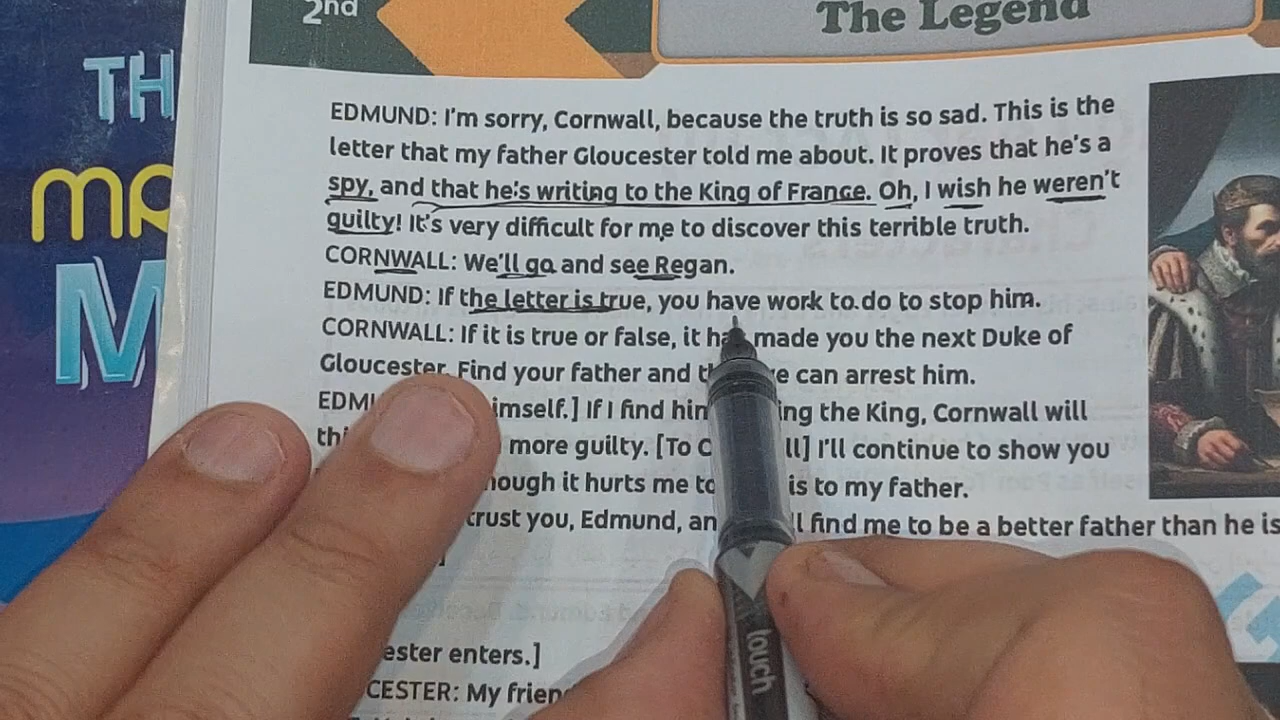 2nd
The Legend
TH
MR
M
EDMUND: I'm sorry, Cornwall, because the truth is so sad. This is the
letter that my father Gloucester told me about. It proves that he's a
spy, and that he's writing to the King of France. Oh, I wish he weren't
guilty! It's very difficult for me to discover this terrible truth.
CORNWALL: We'll go and see Regan.
EDMUND: If the letter is true, you have work to do to stop him.
CORNWALL: If it is true or false, it has made you the next Duke of
Gloucester. Find your father and can arrest him.
imself.] If I find the King, Cornwall will
more guilty. [To I'll continue to show you
it hurts me is to my father.
trust you, Edmund, find me to be a better father than he is
ester enters.]
CESTER: My
touch